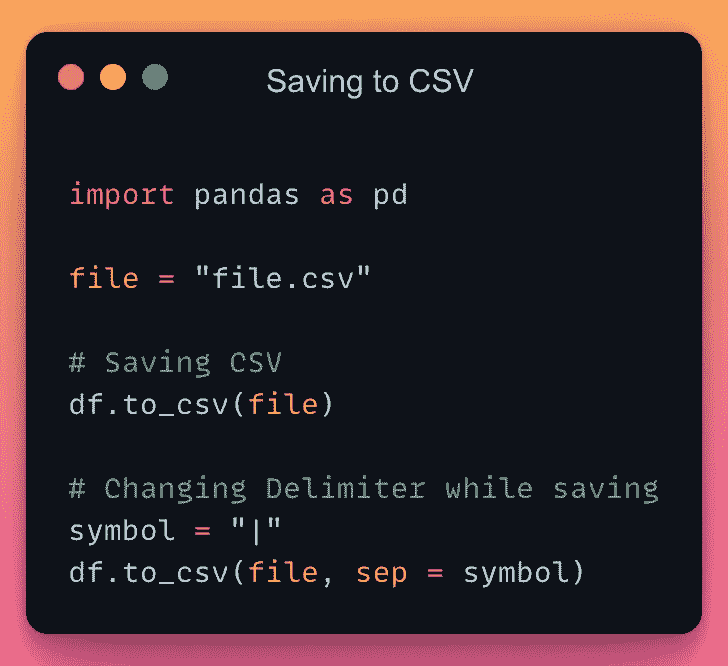 Saving to CSV
import pandas as pd
file = "file.csv"
# Saving CSV
df.to_csv(file)
# Changing Delimiter while saving
symbol = "|"
df.to_csv(file, sep = symbol)